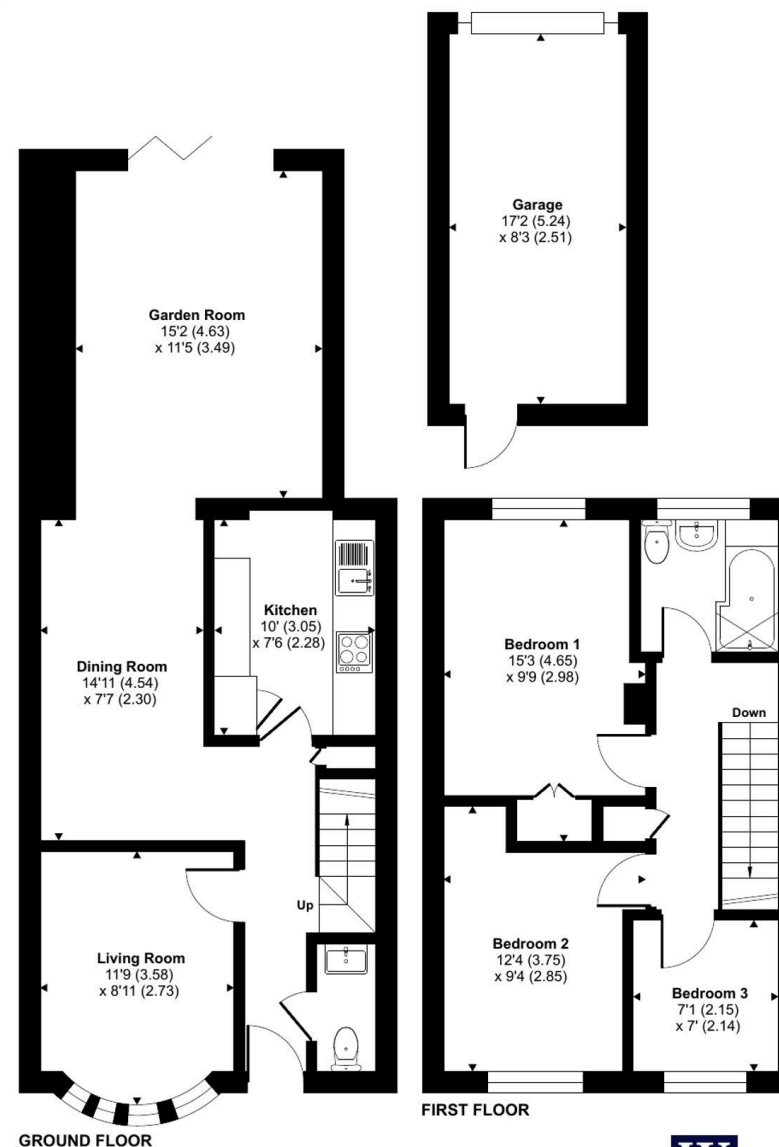 Garage
17'2 (5.24)
x 8'3 (2.51)
Garden Room
15'2 (4.63)
x 11'5 (3.49)
Kitchen
10' (3.05)
x 7'6 (2.28)
Dining Room
14'11 (4.54)
x 7'7 (2.30)
Up
Living Room
11'9 (3.58)
x 8'11 (2.73)
GROUND FLOOR
Bedroom 1
15'3 (4.65)
x 9'9 (2.98)
Down
Bedroom 2
12'4 (3.75)
x 9'4 (2.85)
Bedroom 3
7'1 (2.15)
x 7' (2.14)
FIRST FLOOR